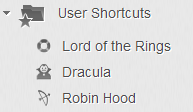 User Shortcuts
Lord of the Rings
Dracula
Robin Hood